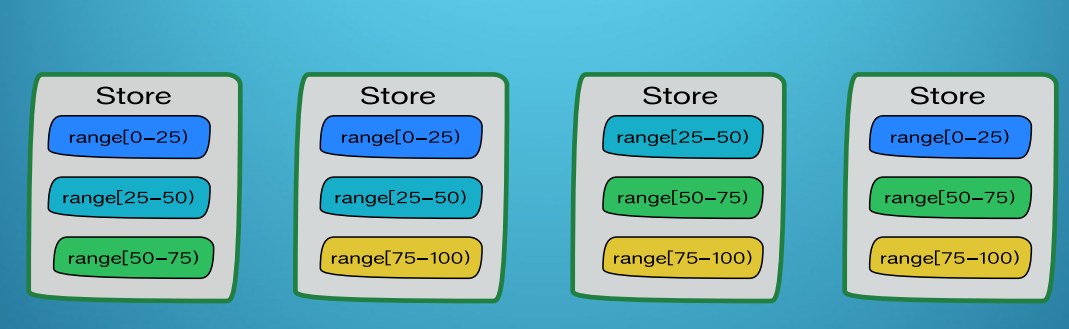 Store
range[0–25)
range[25–50)
range[50–75)
Store
range[0–25)
range[25–50)
range[75–100)
Store
range[25–50)
range[50–75)
range[75–100)
Store
range[0–25)
range[50–75)
range[75–100)